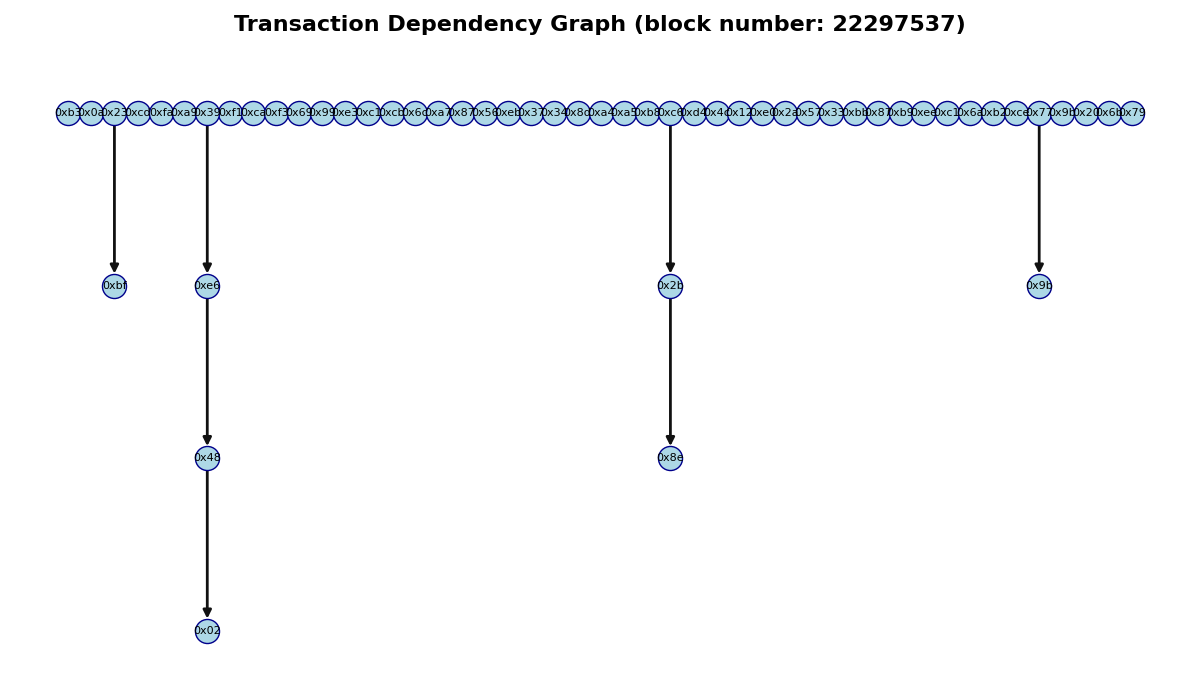 Transaction Dependency Graph (block number: 22297537)
0xb3 0x0a 0x23 0xcd 0xfa 0xa9 0x39 0xf1 0xca 0xf3 0x69 0x99 0xe3 0xc1 0xcb 0x6c 0xa7 0x87 0x56 0xeb 0x37 0x34 0x8d 0xa4 0xa5 0xb8 0xc6 0xd4 0x4c 0x12 0xe0 0x2a 0x57 0x33 0xbb 0x87 0xb9 0xee 0xc1 0x6a 0xb2 0xce 0x77 0x9b 0x20 0x6b 0x79
0xbf 0xe6 0x2b 0x9b
0x48 0x8e
0x02